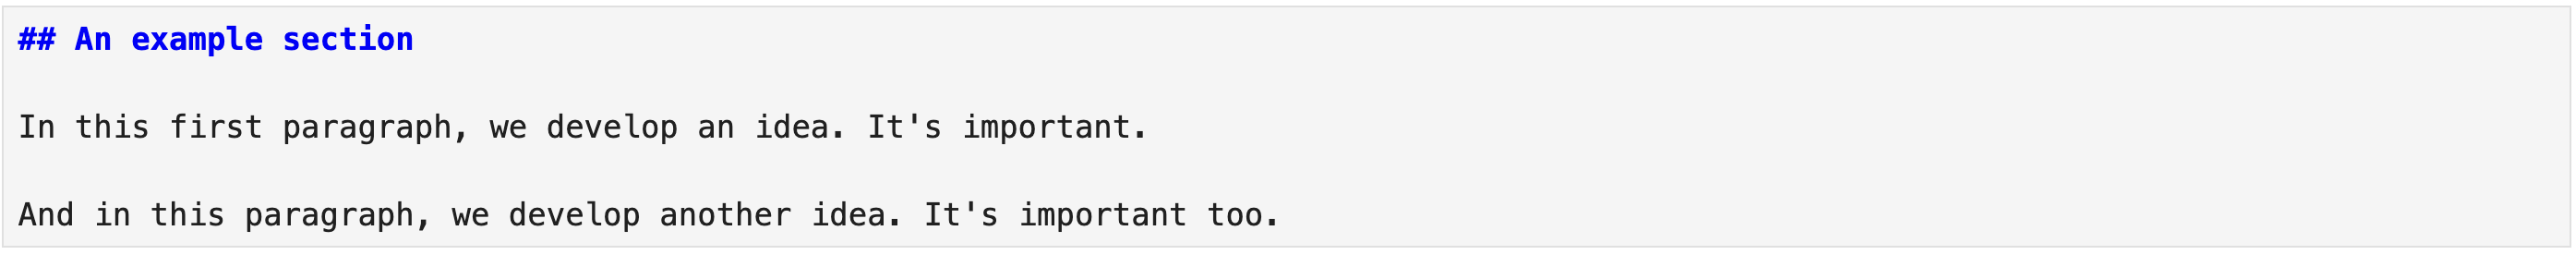 ## An example section
In this first paragraph, we develop an idea. It's important.
And in this paragraph, we develop another idea. It's important too.